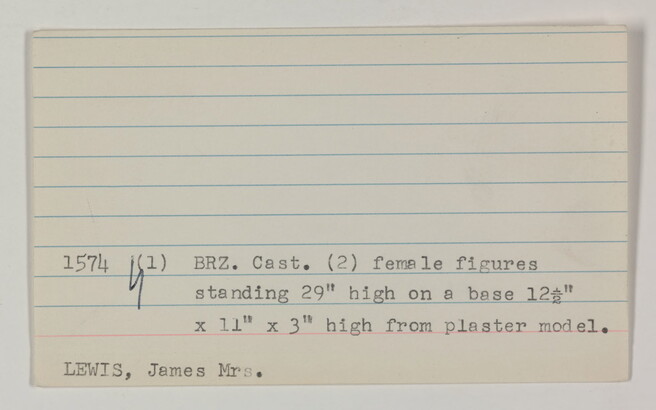 1574 (1) BRZ. Cast. (2) female figures
standing 29" high on a base 12½"
x 11" x 3" high from plaster model.
LEWIS, James Mrs.